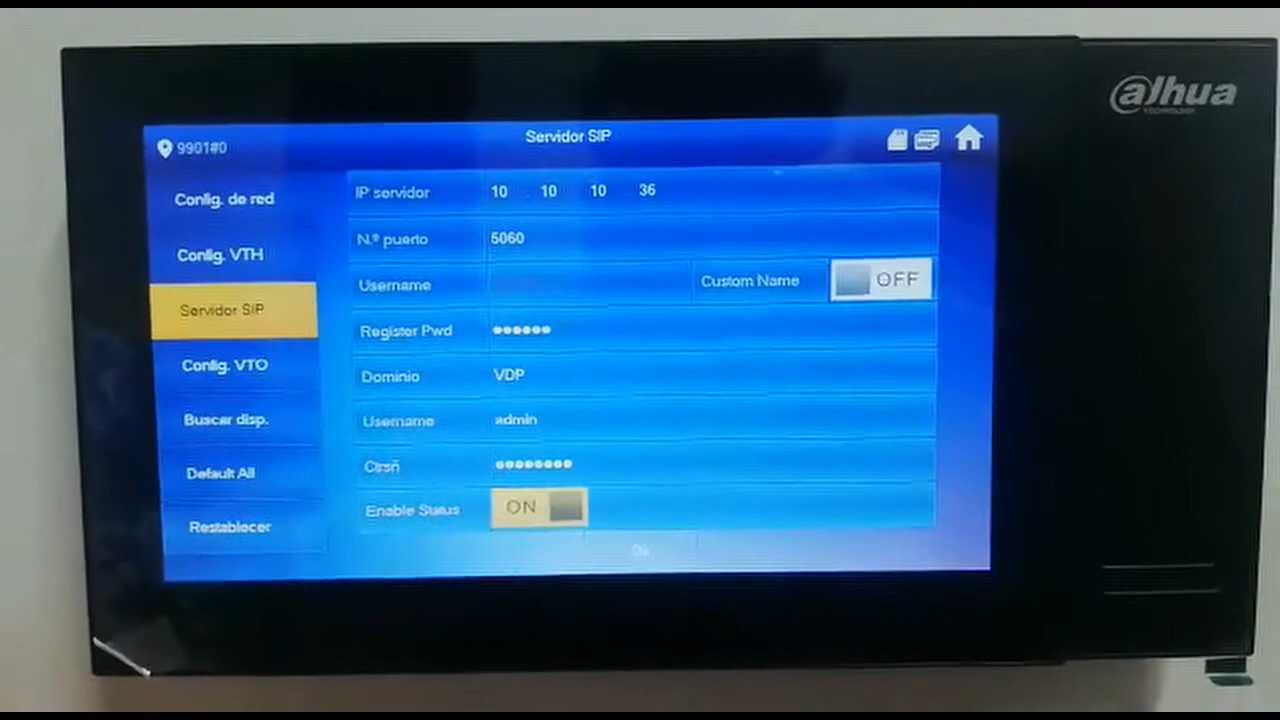 alhua
TECHNOLOGY
9901#0
Servidor SIP
Config. de red
Config. VTH
Servidor SIP
Config. VTO
Buscar disp.
Default All
Restablecer
IP servidor 10 . 10 10 36
N.º puerto 5060
Username Custom Name OFF
Register Pwd ●●●●●●
Dominio VDP
Username admin
Ctrsñ ●●●●●●●●
Enable Status ON
Ok